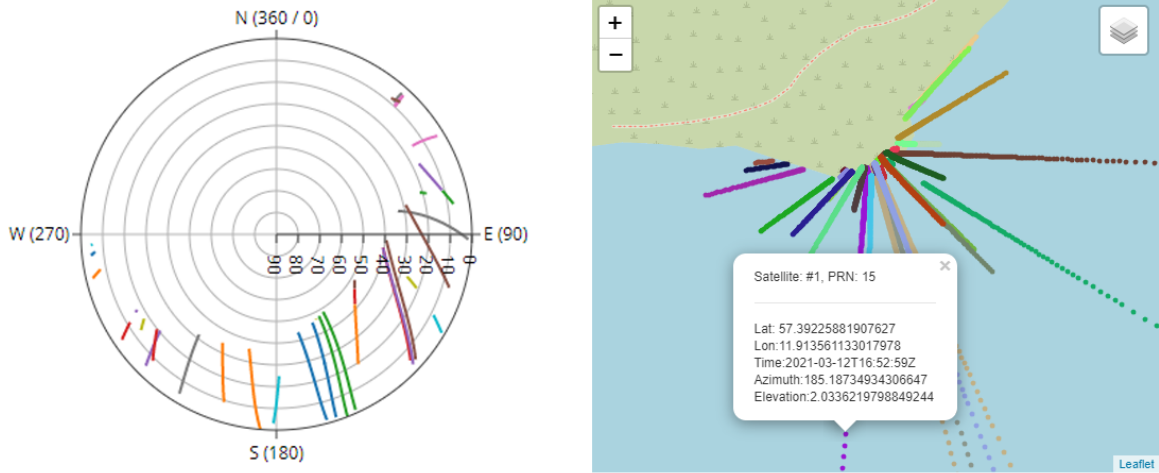 N (360 / 0)
W (270)
E (90)
90
80
70
60
50
40
30
20
10
0
S (180)
+
−
×
Satellite: #1, PRN: 15
Lat: 57.39225881907627
Lon:11.913561133017978
Time:2021-03-12T16:52:59Z
Azimuth:185.18734934306647
Elevation:2.0336219798849244
Leaflet